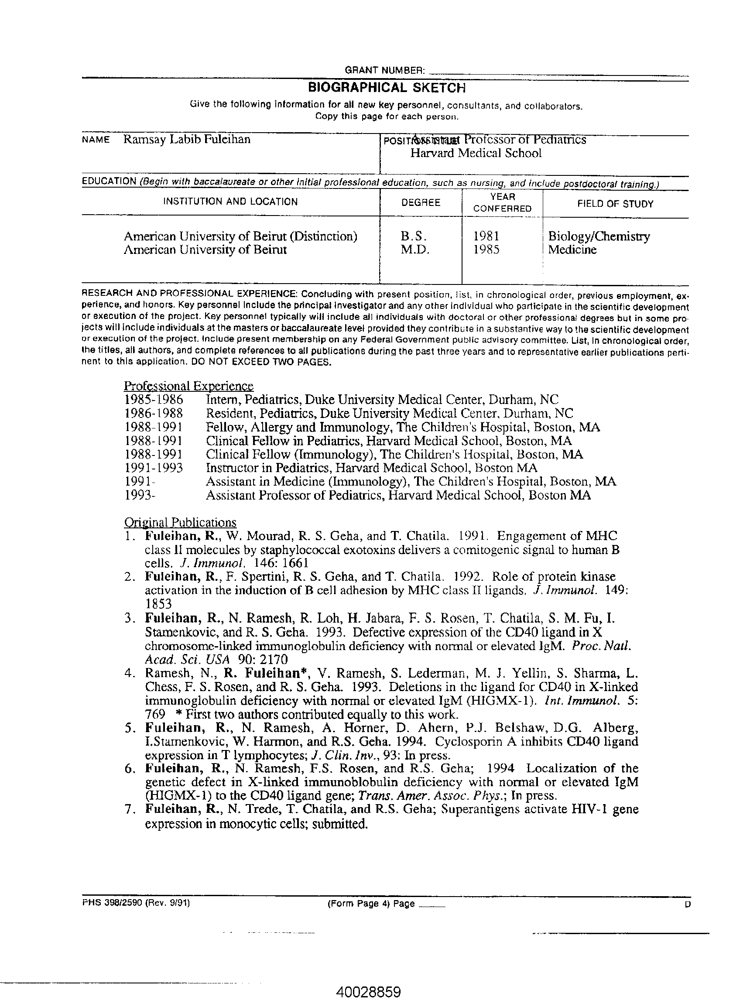 GRANT NUMBER:
BIOGRAPHICAL SKETCH
Give the following information for all new key personnel, consultants, and collaborators.
Copy this page for each person.
NAME Ramsay Labib Fuleihan
Assistant Professor of Pediatrics
Harvard Medical School
EDUCATION (Begin with baccalaureate or other initial professional education, such as nursing, and include postdoctoral training.)
INSTITUTION AND LOCATION DEGREE YEAR CONFERRED FIELD OF STUDY
American University of Beirut (Distinction) B.S. 1981 Biology/Chemistry
American University of Beirut M.D. 1985 Medicine
RESEARCH AND PROFESSIONAL EXPERIENCE: Concluding with present position, list, in chronological order, previous employment, ex-
perience, and honors. Key personnel include the principal investigator and any other individual who participate in the scientific development
or execution of the project. Key personnel typically will include all individuals with doctoral or other professional degrees but in some pro-
jects will include individuals at the masters or baccalaureate level provided they contribute in a substantive way to the scientific development
or execution of the project. Include present membership on any Federal Government public advisory committee. List, in chronological order,
the titles, all authors, and complete references to all publications during the past three years and to representative earlier publications perti-
nent to this application. DO NOT EXCEED TWO PAGES.
Professional Experience
1985-1986 Intern, Pediatrics, Duke University Medical Center, Durham, NC
1986-1988 Resident, Pediatrics, Duke University Medical Center, Durham, NC
1988-1991 Fellow, Allergy and Immunology, The Children's Hospital, Boston, MA
1988-1991 Clinical Fellow in Pediatrics, Harvard Medical School, Boston, MA
1988-1991 Clinical Fellow (Immunology), The Children's Hospital, Boston, MA
1991-1993 Instructor in Pediatrics, Harvard Medical School, Boston MA
1991- Assistant in Medicine (Immunology), The Children's Hospital, Boston, MA
1993- Assistant Professor of Pediatrics, Harvard Medical School, Boston MA
Original Publications
1. Fuleihan, R., W. Mourad, R. S. Geha, and T. Chatila. 1991. Engagement of MHC
class II molecules by staphylococcal exotoxins delivers a comitogenic signal to human B
cells. J. Immunol. 146: 1661
2. Fuleihan, R., F. Spertini, R. S. Geha, and T. Chatila. 1992. Role of protein kinase
activation in the induction of B cell adhesion by MHC class II ligands. J. Immunol. 149:
1853
3. Fuleihan, R., N. Ramesh, R. Loh, H. Jabara, F. S. Rosen, T. Chatila, S. M. Fu, I.
Stamenkovic, and R. S. Geha. 1993. Defective expression of the CD40 ligand in X
chromosome-linked immunoglobulin deficiency with normal or elevated IgM. Proc. Natl.
Acad. Sci. USA 90: 2170
4. Ramesh, N., R. Fuleihan*, V. Ramesh, S. Lederman, M. J. Yellin, S. Sharma, L.
Chess, F. S. Rosen, and R. S. Geha. 1993. Deletions in the ligand for CD40 in X-linked
immunoglobulin deficiency with normal or elevated IgM (HIGMX-1). Int. Immunol. 5:
769 * First two authors contributed equally to this work.
5. Fuleihan, R., N. Ramesh, A. Horner, D. Ahern, P.J. Belshaw, D.G. Alberg,
I.Stamenkovic, W. Harmon, and R.S. Geha. 1994. Cyclosporin A inhibits CD40 ligand
expression in T lymphocytes; J. Clin. Inv., 93: In press.
6. Fuleihan, R., N. Ramesh, F.S. Rosen, and R.S. Geha; 1994 Localization of the
genetic defect in X-linked immunoblobulin deficiency with normal or elevated IgM
(HIGMX-1) to the CD40 ligand gene; Trans. Amer. Assoc. Phys.; In press.
7. Fuleihan, R., N. Trede, T. Chatila, and R.S. Geha; Superantigens activate HIV-1 gene
expression in monocytic cells; submitted.
PHS 398/2590 (Rev. 9/91) (Form Page 4) Page D
40028859